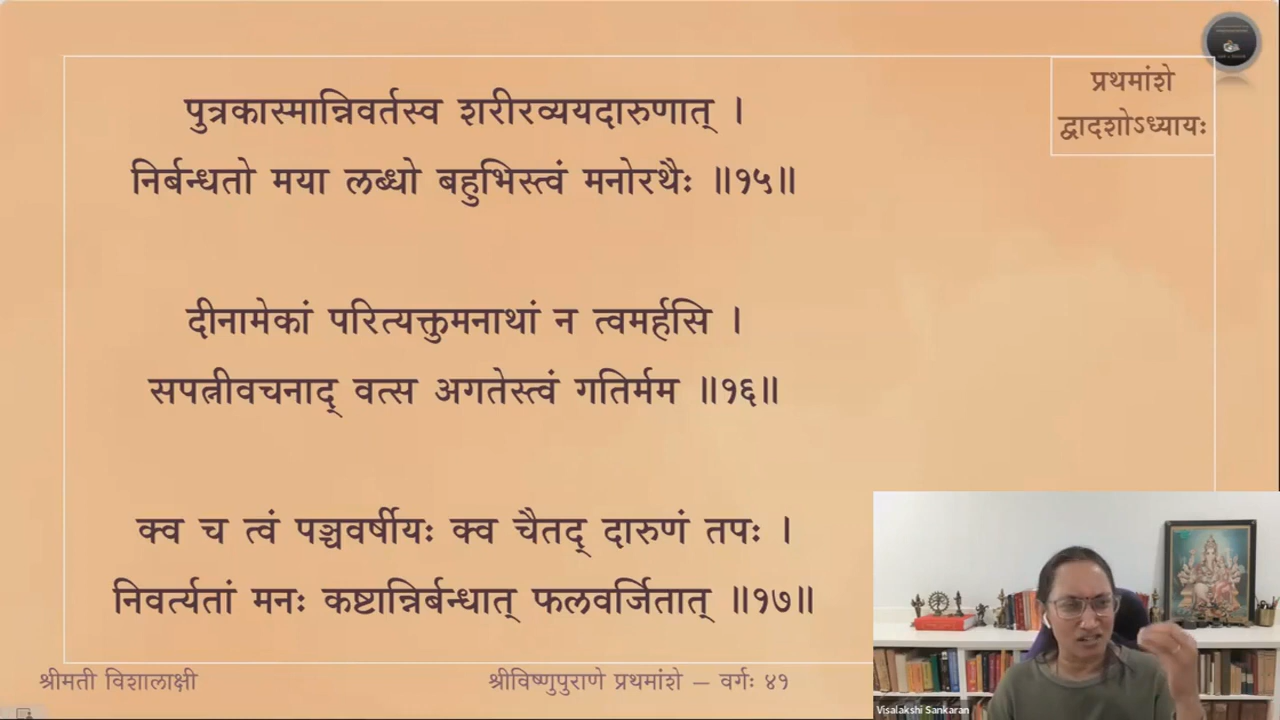 प्रथमांशे
द्वादशोऽध्यायः
पुत्रकास्मान्निवर्तस्व शरीरव्ययदारुणात् ।
निर्बन्धतो मया लब्धो बहुभिस्त्वं मनोरथैः ॥१५॥
दीनामेकां परित्यक्तुमनाथां न त्वमर्हसि ।
सपत्नीवचनाद् वत्स अगतेस्त्वं गतिर्मम ॥१६॥
क्व च त्वं पञ्चवर्षीयः क्व चैतद् दारुणं तपः ।
निवर्त्यतां मनः कष्टान्निर्बन्धात् फलवर्जितात् ॥१७॥
श्रीमती विशालाक्षी
श्रीविष्णुपुराणे प्रथमांशे – वर्गः ४१
Visalakshi Sankaran